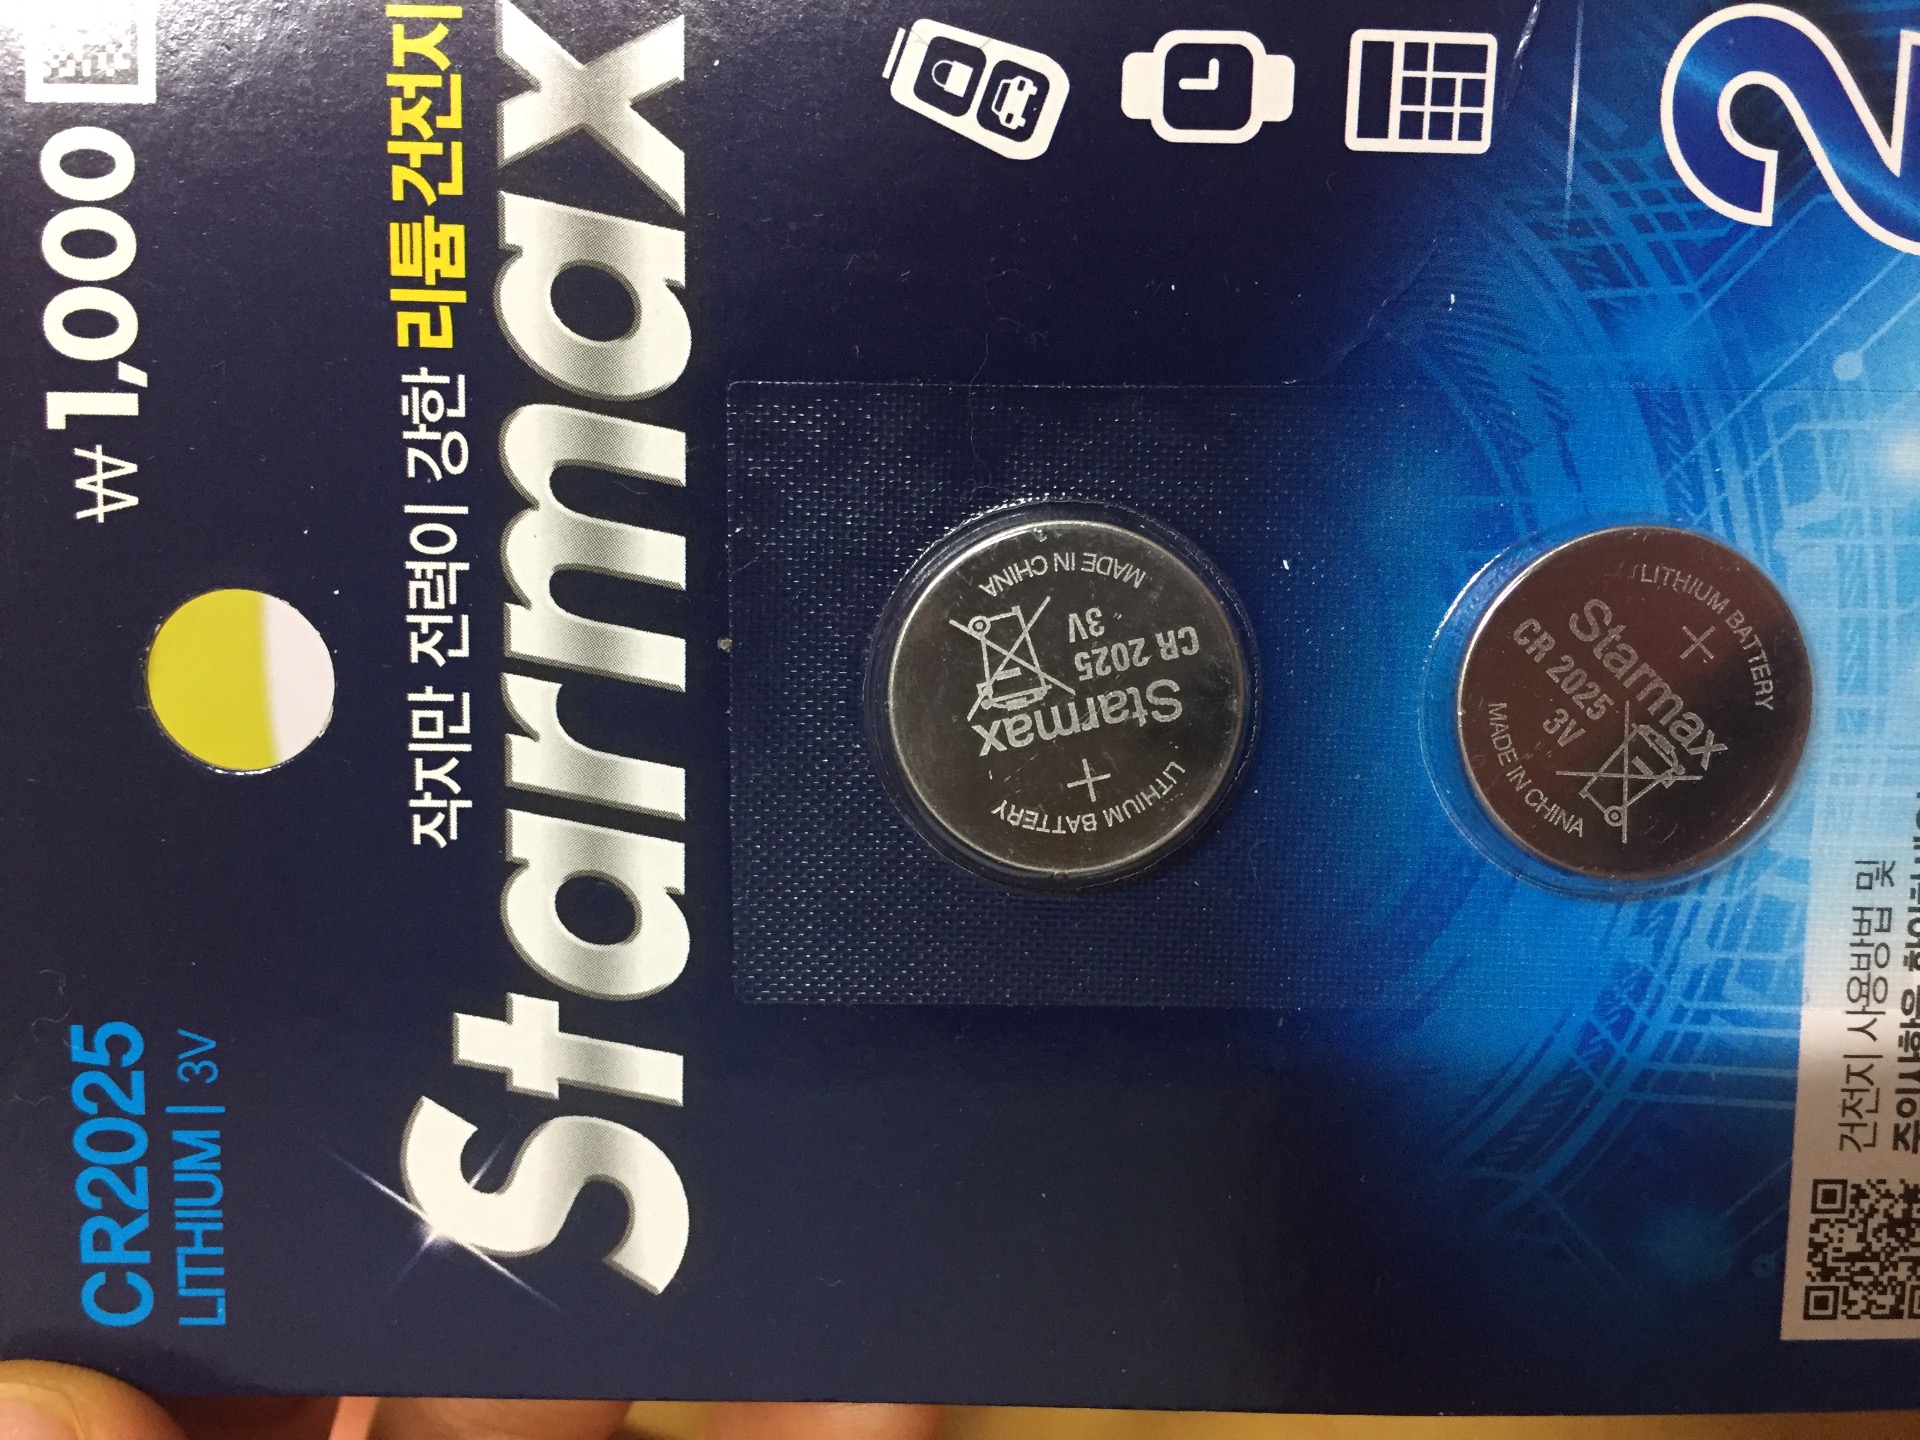 CR2025
LITHIUM | 3V
₩1,000
작지만 전력이 강한 리튬건전지
Starmax
MADE IN CHINA
CR 2025
3V
Starmax
+
LITHIUM BATTERY
LITHIUM BATTERY
+
Starmax
CR 2025
3V
MADE IN CHINA
2
건전지 사용방법 및